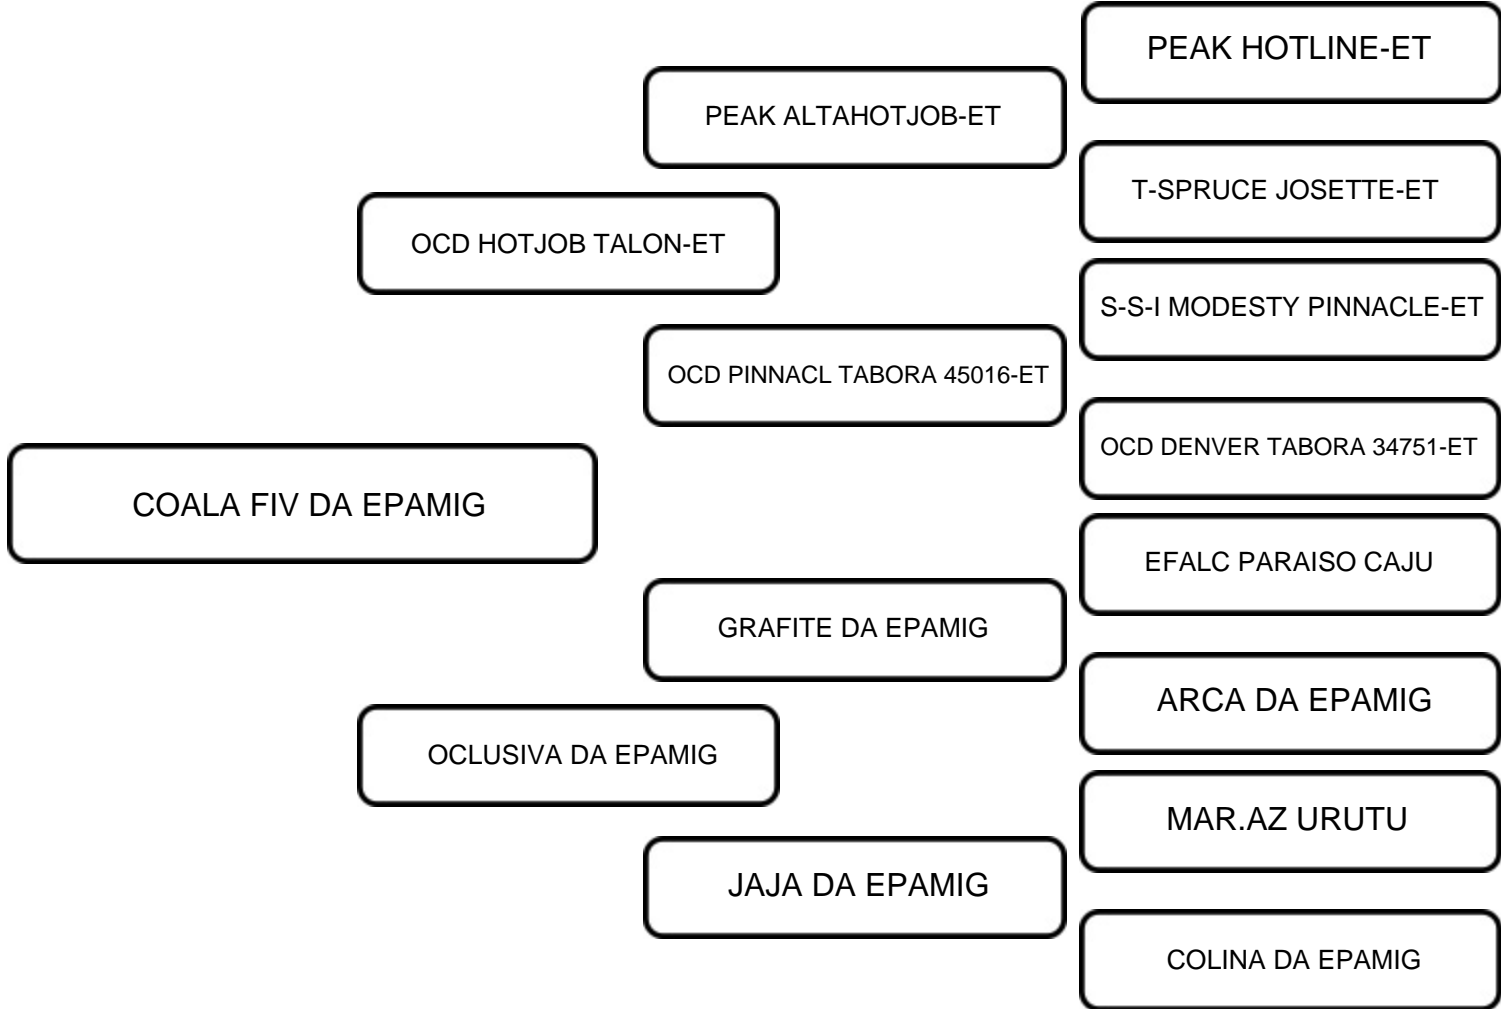 PEAK HOTLINE-ET
PEAK ALTAHOTJOB-ET
T-SPRUCE JOSETTE-ET
OCD HOTJOB TALON-ET
S-S-I MODESTY PINNACLE-ET
OCD PINNACL TABORA 45016-ET
OCD DENVER TABORA 34751-ET
COALA FIV DA EPAMIG
EFALC PARAISO CAJU
GRAFITE DA EPAMIG
ARCA DA EPAMIG
OCLUSIVA DA EPAMIG
MAR.AZ URUTU
JAJA DA EPAMIG
COLINA DA EPAMIG